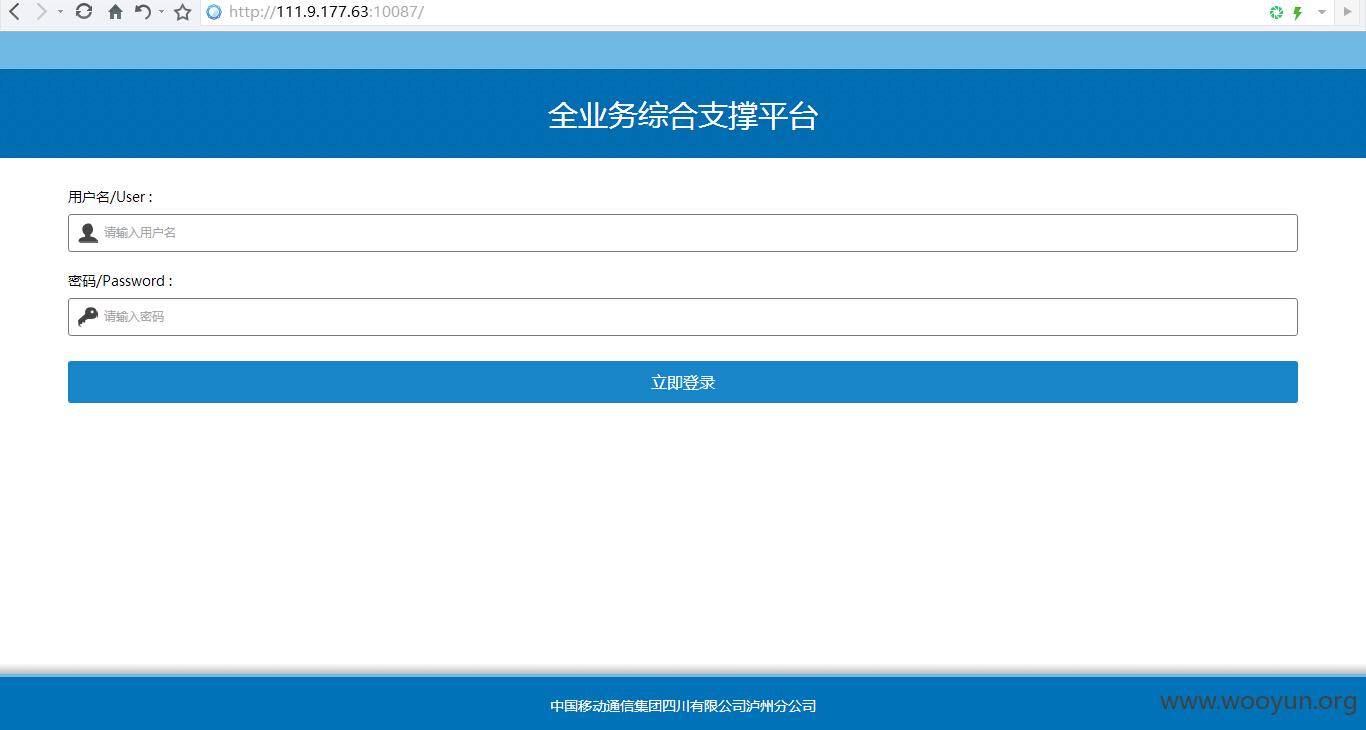 http://111.9.177.63:10087/
全业务综合支撑平台
用户名/User :
请输入用户名
密码/Password :
请输入密码
立即登录
中国移动通信集团四川有限公司泸州分公司
www.wooyun.org